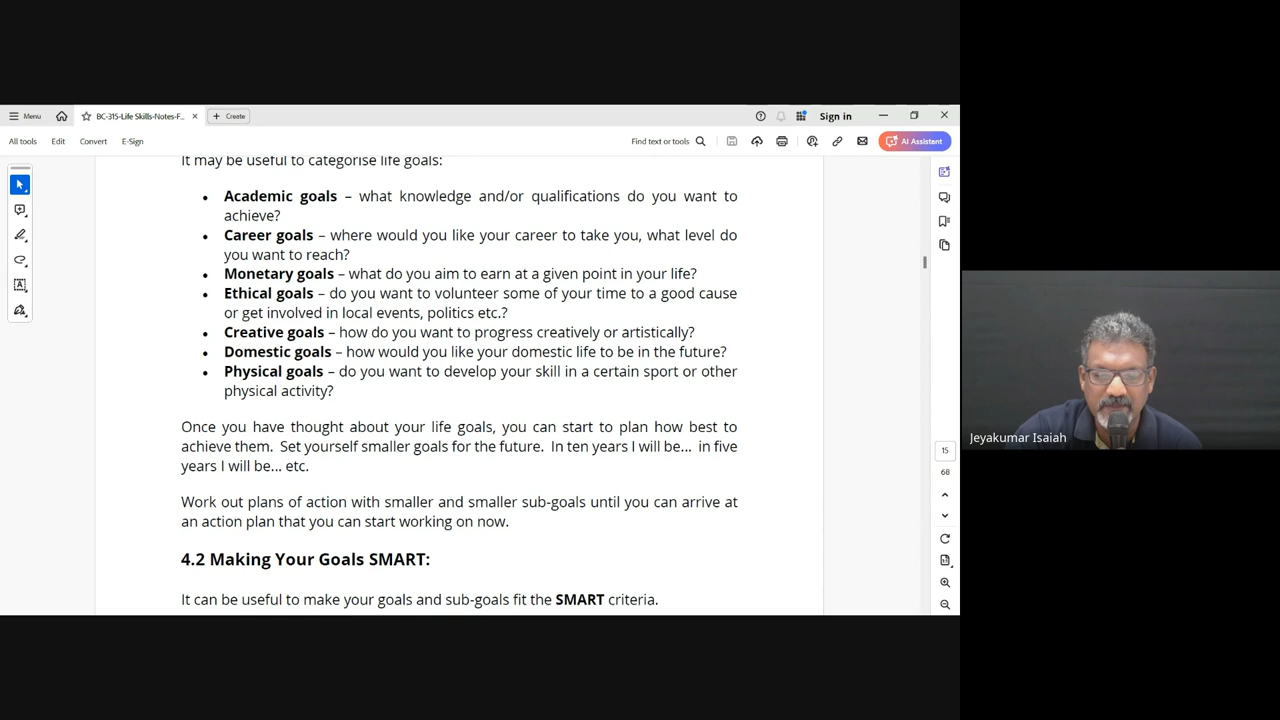 Menu
BC-315-Life Skills-Notes-F...
Create
Sign in
All tools
Edit
Convert
E-Sign
Find text or tools
AI Assistant
It may be useful to categorise life goals:
• Academic goals – what knowledge and/or qualifications do you want to
achieve?
• Career goals – where would you like your career to take you, what level do
you want to reach?
• Monetary goals – what do you aim to earn at a given point in your life?
• Ethical goals – do you want to volunteer some of your time to a good cause
or get involved in local events, politics etc.?
• Creative goals – how do you want to progress creatively or artistically?
• Domestic goals – how would you like your domestic life to be in the future?
• Physical goals – do you want to develop your skill in a certain sport or other
physical activity?
Once you have thought about your life goals, you can start to plan how best to
achieve them. Set yourself smaller goals for the future. In ten years I will be... in five
years I will be... etc.
Work out plans of action with smaller and smaller sub-goals until you can arrive at
an action plan that you can start working on now.
4.2 Making Your Goals SMART:
It can be useful to make your goals and sub-goals fit the SMART criteria.
15
68
Jeyakumar Isaiah